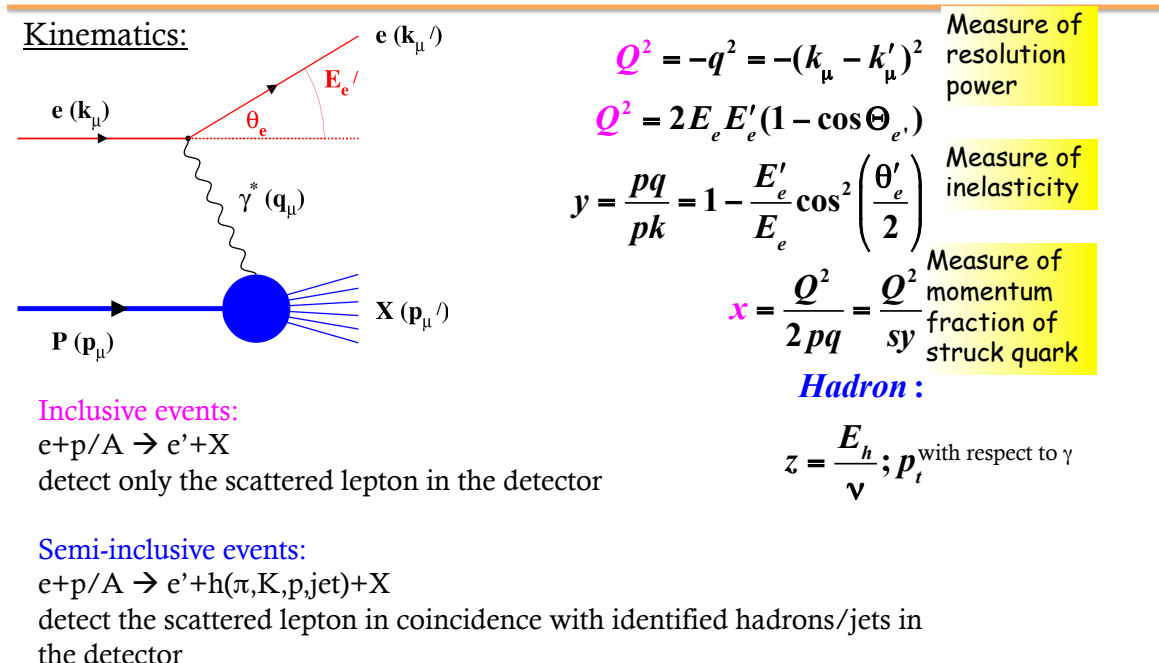 Kinematics:
e (kμ ′)
Ee ′
e (kμ)
θe
γ* (qμ)
X (pμ ′)
P (pμ)
Q² = −q² = −(kμ − k′μ)²
Measure of
resolution
power
Q² = 2EeE′e(1 − cosΘe')
y = pq/pk = 1 − E′e/Ee cos²(θ′e/2)
Measure of
inelasticity
x = Q²/2pq = Q²/sy
Measure of
momentum
fraction of
struck quark
Hadron :
z = Eh/ν ; pt with respect to γ
Inclusive events:
e+p/A → e’+X
detect only the scattered lepton in the detector
Semi-inclusive events:
e+p/A → e’+h(π,K,p,jet)+X
detect the scattered lepton in coincidence with identified hadrons/jets in
the detector